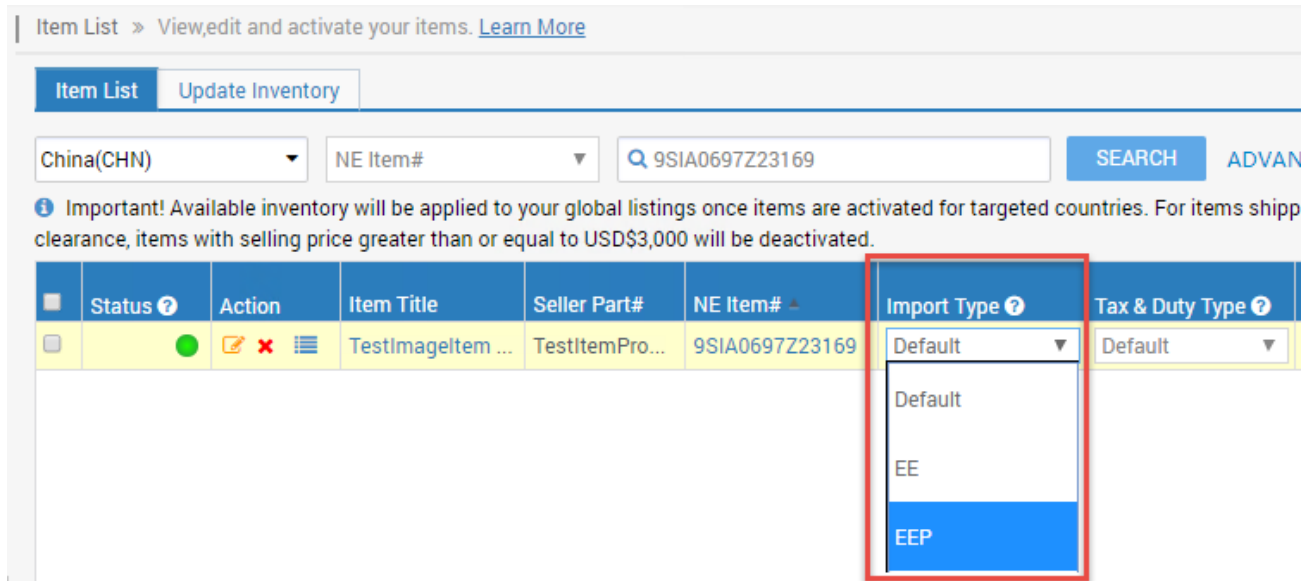 Item List » View,edit and activate your items. Learn More
Item List Update Inventory
China(CHN) NE Item# 9SIA0697Z23169 SEARCH ADVAN
Important! Available inventory will be applied to your global listings once items are activated for targeted countries. For items shipp
clearance, items with selling price greater than or equal to USD$3,000 will be deactivated.
Status Action Item Title Seller Part# NE Item# Import Type Tax & Duty Type
TestImageItem ... TestItemPro... 9SIA0697Z23169 Default Default
Default
EE
EEP